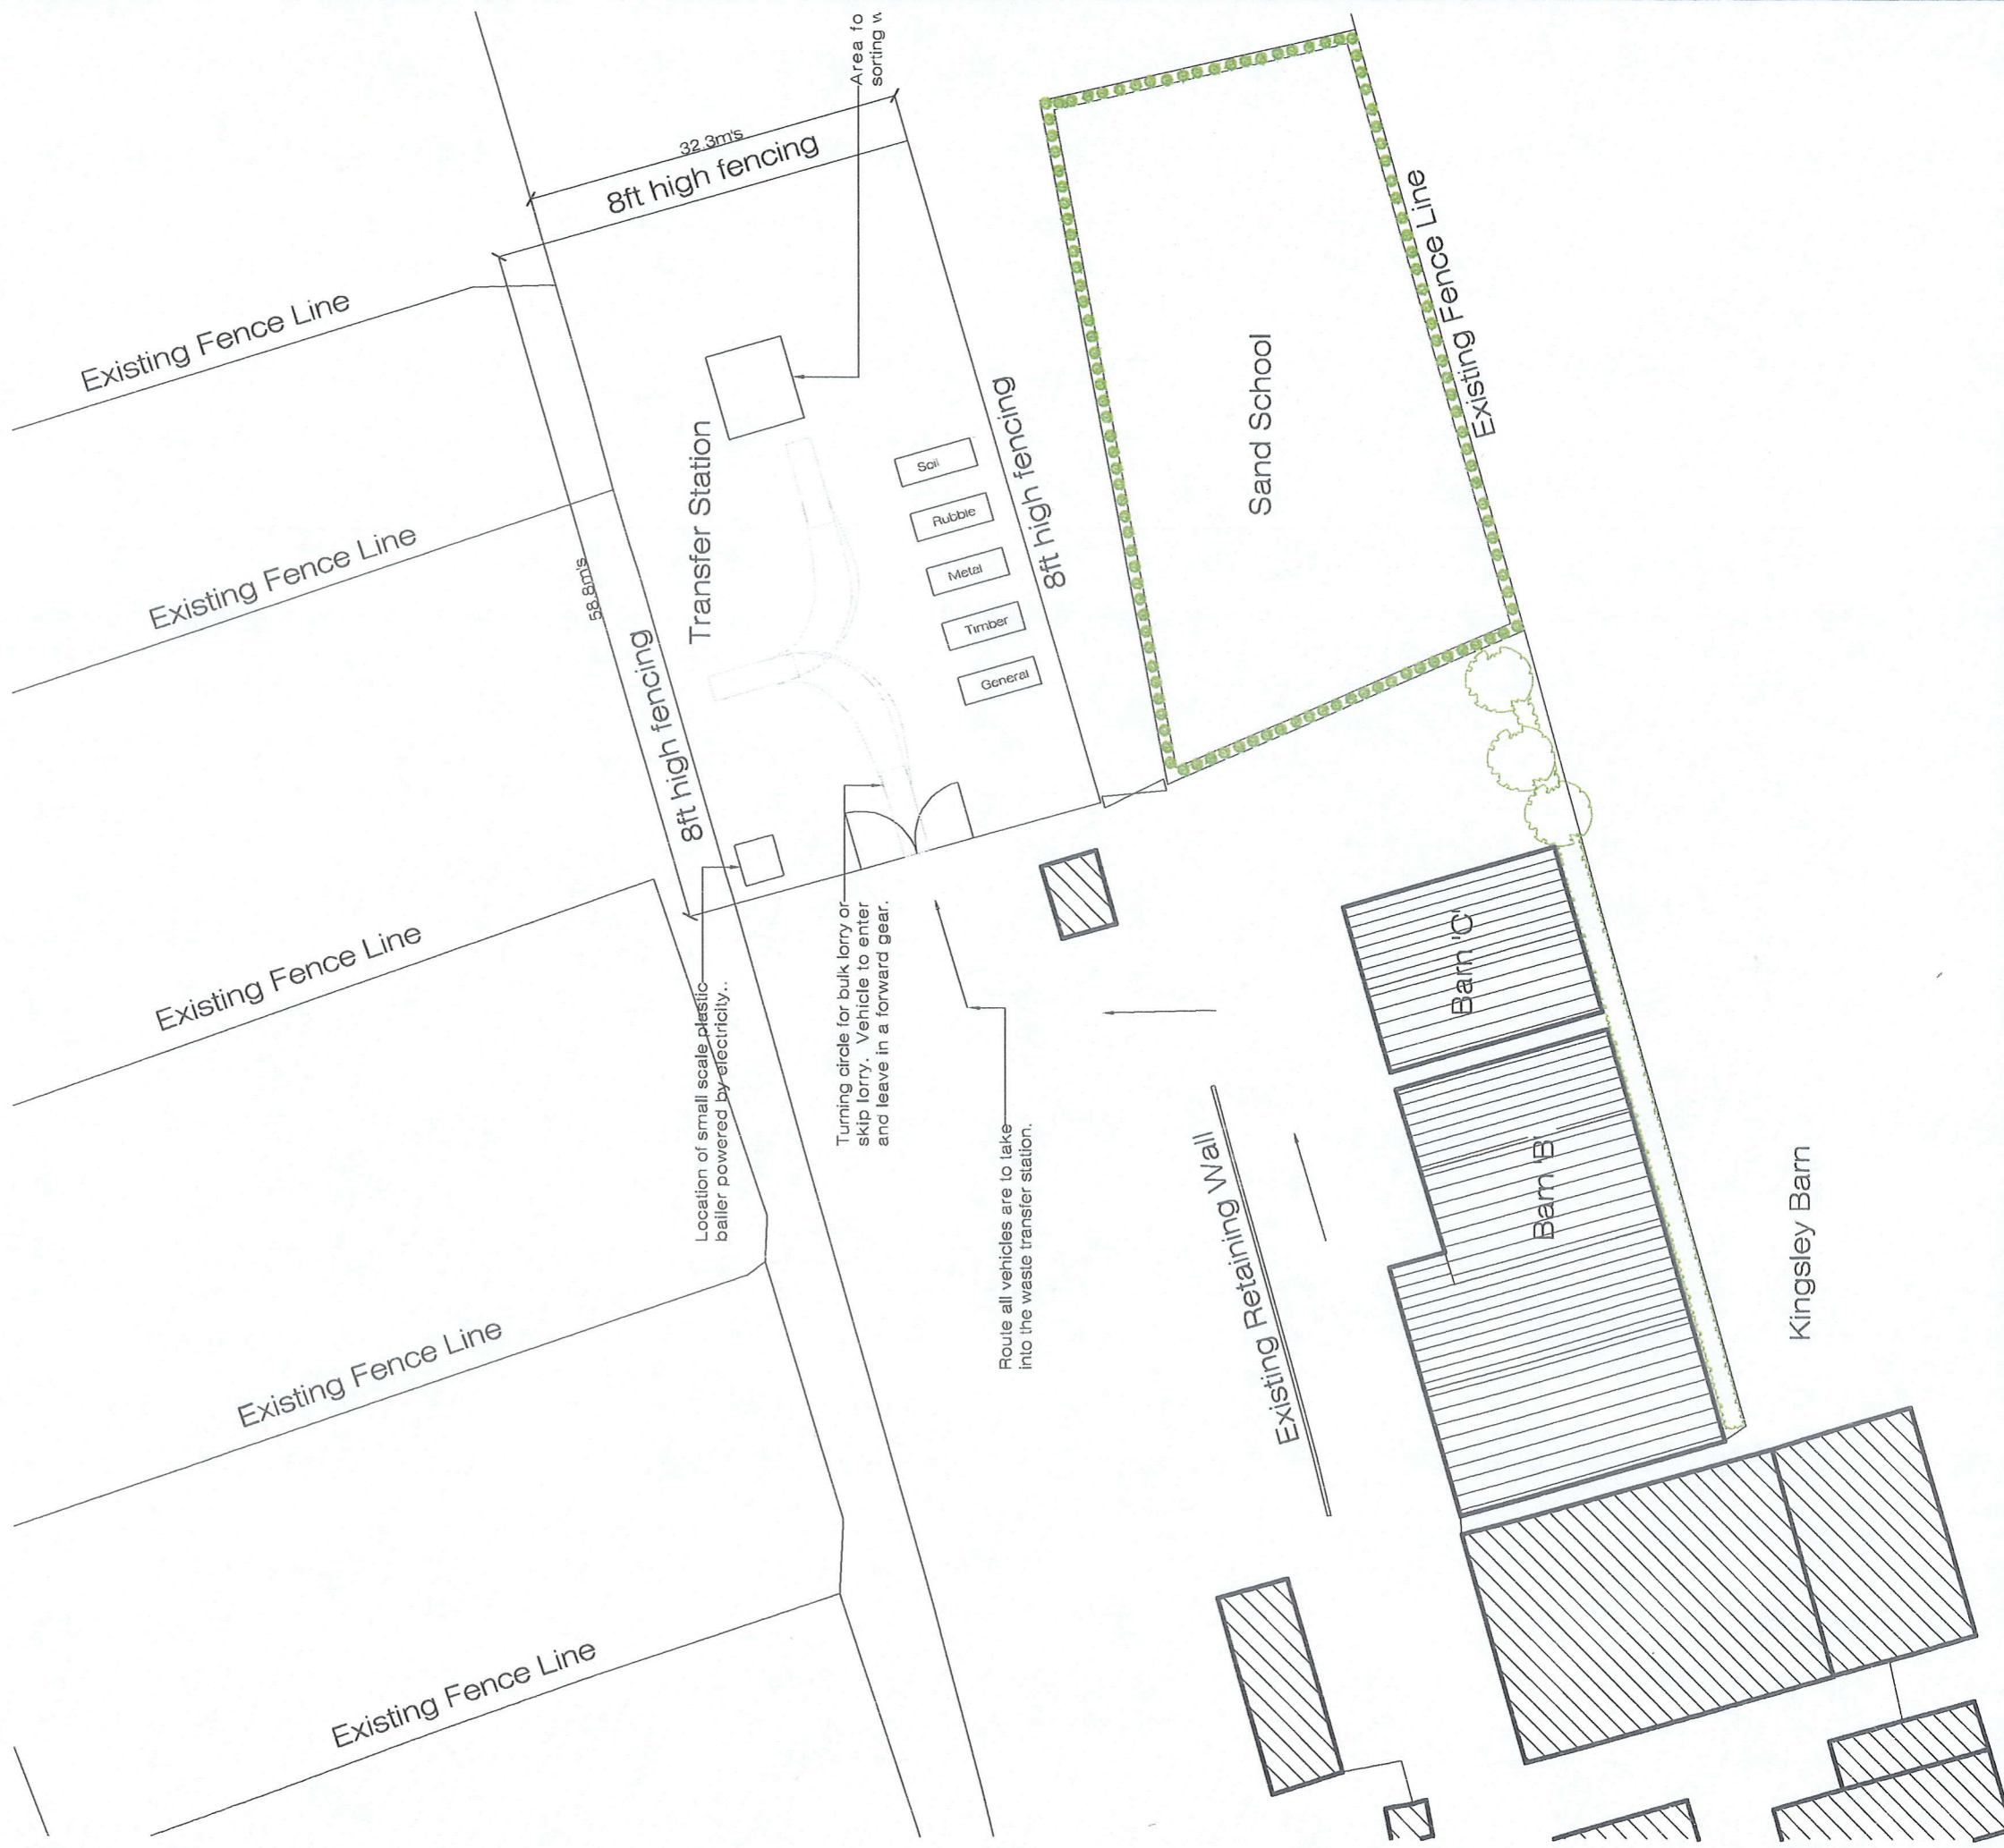 Area fo
sorting w
32.3m's
8ft high fencing
Existing Fence Line
Existing Fence Line
58.8m's
8ft high fencing
Transfer Station
Soil
Rubble
Metal
Timber
General
8ft high fencing
Sand School
Existing Fence Line
Existing Fence Line
Location of small scale plastic
bailer powered by electricity..
Turning circle for bulk lorry or
skip lorry. Vehicle to enter
and leave in a forward gear.
Route all vehicles are to take
into the waste transfer station.
Existing Retaining Wall
Barn 'C'
Barn 'B'
Kingsley Barn
Existing Fence Line
Existing Fence Line